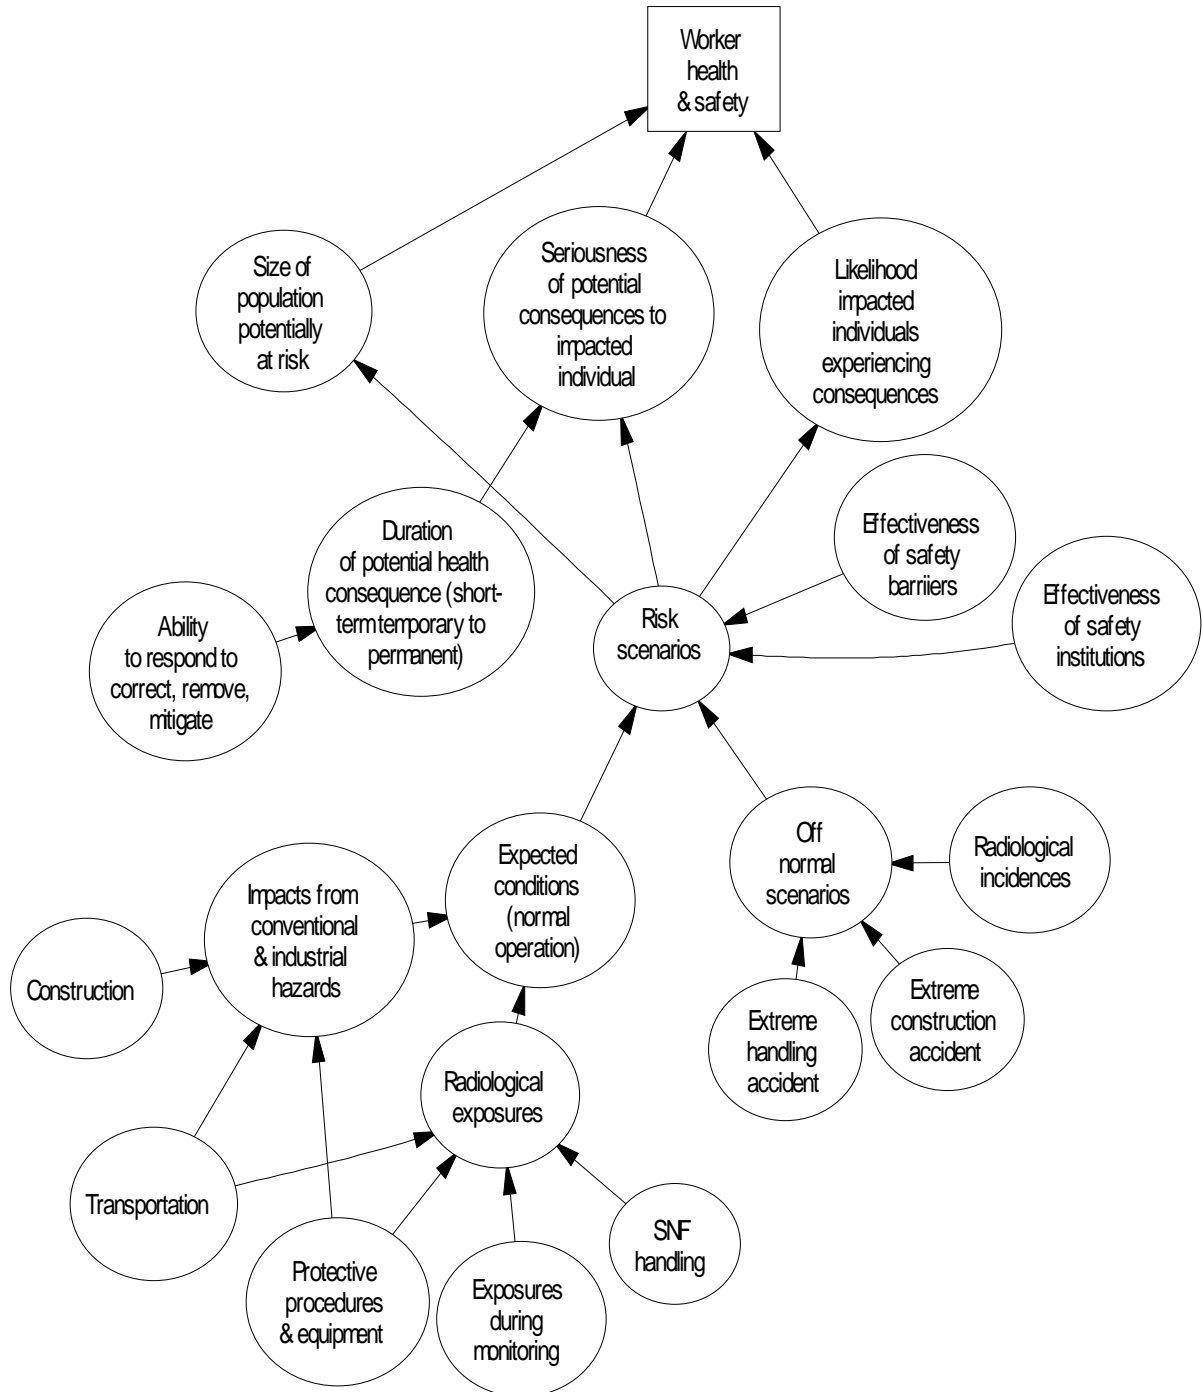 Worker
health
& safety
Size of
population
potentially
at risk
Seriousness
of potential
consequences to
impacted
individual
Likelihood
impacted
individuals
experiencing
consequences
Effectiveness
of safety
barriiers
Effectiveness
of safety
institutions
Duration
of potential health
consequence (short-
term temporary to
permanent)
Ability
to respond to
correct, remove,
mitigate
Risk
scenarios
Off
normal
scenarios
Radiological
incidences
Expected
conditions
(normal
operation)
Impacts from
conventional
& industrial
hazards
Construction
Extreme
handling
accident
Extreme
construction
accident
Radiological
exposures
Transportation
SNF
handling
Protective
procedures
& equipment
Exposures
during
monitoring